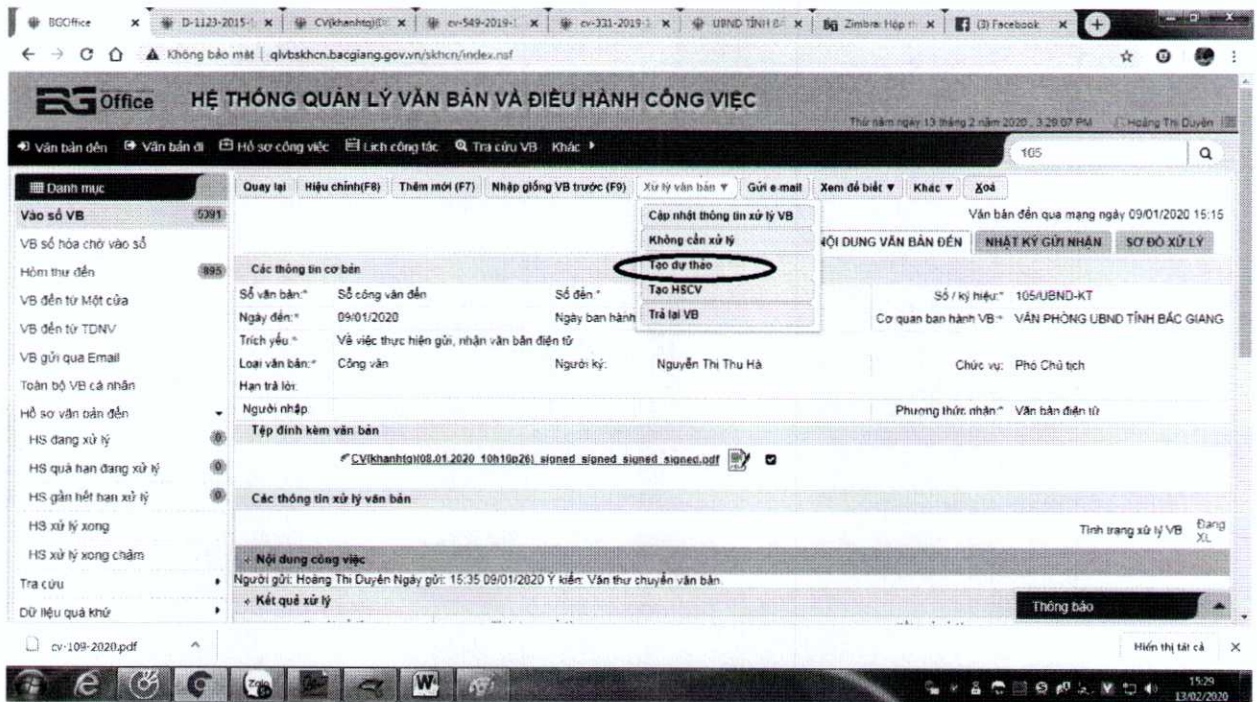 BGOffice
D-1123-2015-1
CV(khanhtq)(0
cv-549-2019-1
cv-331-2019-1
UBND TỈNH B
Zimbra: Hộp th
(3) Facebook
Không bảo mật | qlvbskhcn.bacgiang.gov.vn/skhcn/index.nsf
BG Office HỆ THỐNG QUẢN LÝ VĂN BẢN VÀ ĐIỀU HÀNH CÔNG VIỆC
Thứ năm ngày 13 tháng 2 năm 2020 , 3:29:07 PM Hoàng Thị Duyên
Văn bản đến Văn bản đi Hồ sơ công việc Lịch công tác Tra cứu VB Khác
105
Danh mục
Vào sổ VB 5391
VB số hóa chờ vào sổ
Hòm thư đến 895
VB đến từ Một cửa
VB đến từ TDNV
VB gửi qua Email
Toàn bộ VB cá nhân
Hồ sơ văn bản đến
HS đang xử lý 0
HS quá hạn đang xử lý 0
HS gần hết hạn xử lý 0
HS xử lý xong
HS xử lý xong chậm
Tra cứu
Dữ liệu quá khứ
Quay lại Hiệu chỉnh(F8) Thêm mới (F7) Nhập giống VB trước (F9) Xử lý văn bản ▼ Gửi e-mail Xem để biết ▼ Khác ▼ Xoá
Cập nhật thông tin xử lý VB
Không cần xử lý
Tạo dự thảo
Tạo HSCV
Trả lại VB
Văn bản đến qua mạng ngày 09/01/2020 15:15
NỘI DUNG VĂN BẢN ĐẾN NHẬT KÝ GỬI NHẬN SƠ ĐỒ XỬ LÝ
Các thông tin cơ bản
Sổ văn bản:* Sổ công văn đến Số đến * Số / ký hiệu:* 105/UBND-KT
Ngày đến:* 09/01/2020 Ngày ban hành Cơ quan ban hành VB:* VĂN PHÒNG UBND TỈNH BẮC GIANG
Trích yếu:* Về việc thực hiện gửi, nhận văn bản điện tử
Loại văn bản:* Công văn Người ký: Nguyễn Thị Thu Hà Chức vụ: Phó Chủ tịch
Hạn trả lời:
Người nhập: Phương thức nhận:* Văn bản điện tử
Tệp đính kèm văn bản
CV(khanhtq)(08.01.2020_10h10p26)_signed_signed_signed_signed.pdf
Các thông tin xử lý văn bản
Tình trạng xử lý VB Đang XL
Nội dung công việc
Người gửi: Hoàng Thị Duyên Ngày gửi: 15:35 09/01/2020 Ý kiến: Văn thư chuyển văn bản.
Kết quả xử lý
Thông báo
cv-109-2020.pdf
Hiển thị tất cả
15:29
13/02/2020